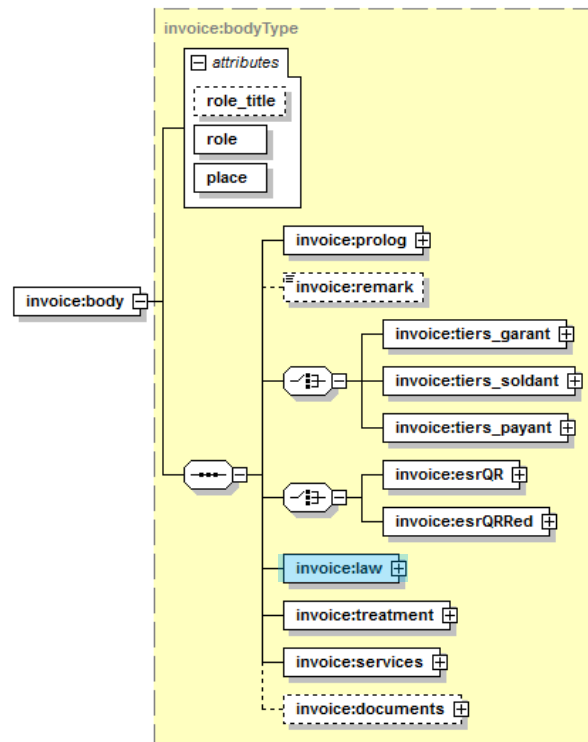 invoice:bodyType
attributes
role_title
role
place
invoice:body
invoice:prolog
invoice:remark
invoice:tiers_garant
invoice:tiers_soldant
invoice:tiers_payant
invoice:esrQR
invoice:esrQRRed
invoice:law
invoice:treatment
invoice:services
invoice:documents